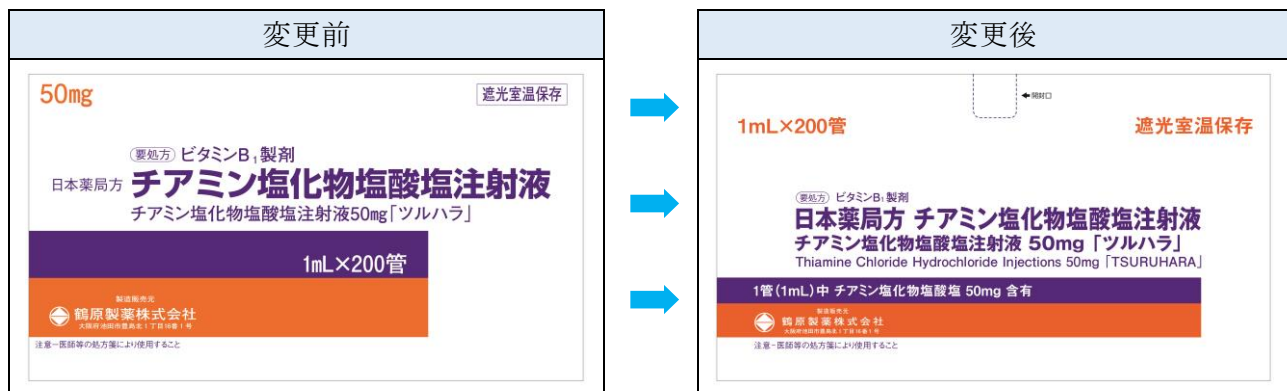 変更前
50mg
遮光室温保存
要処方 ビタミンB₁製剤
日本薬局方 チアミン塩化物塩酸塩注射液
チアミン塩化物塩酸塩注射液50mg「ツルハラ」
1mL×200管
製造販売元
鶴原製薬株式会社
大阪府池田市豊島北1丁目16番1号
注意−医師等の処方箋により使用すること
変更後
←開封口
1mL×200管
遮光室温保存
要処方 ビタミンB₁製剤
日本薬局方 チアミン塩化物塩酸塩注射液
チアミン塩化物塩酸塩注射液 50mg「ツルハラ」
Thiamine Chloride Hydrochloride Injections 50mg「TSURUHARA」
1管(1mL)中 チアミン塩化物塩酸塩 50mg 含有
製造販売元
鶴原製薬株式会社
大阪府池田市豊島北1丁目16番1号
注意−医師等の処方箋により使用すること